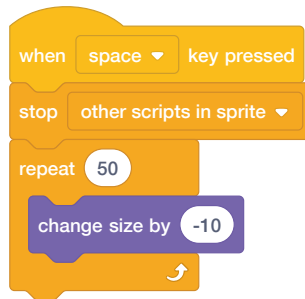 when space key pressed
stop other scripts in sprite
repeat 50
change size by -10